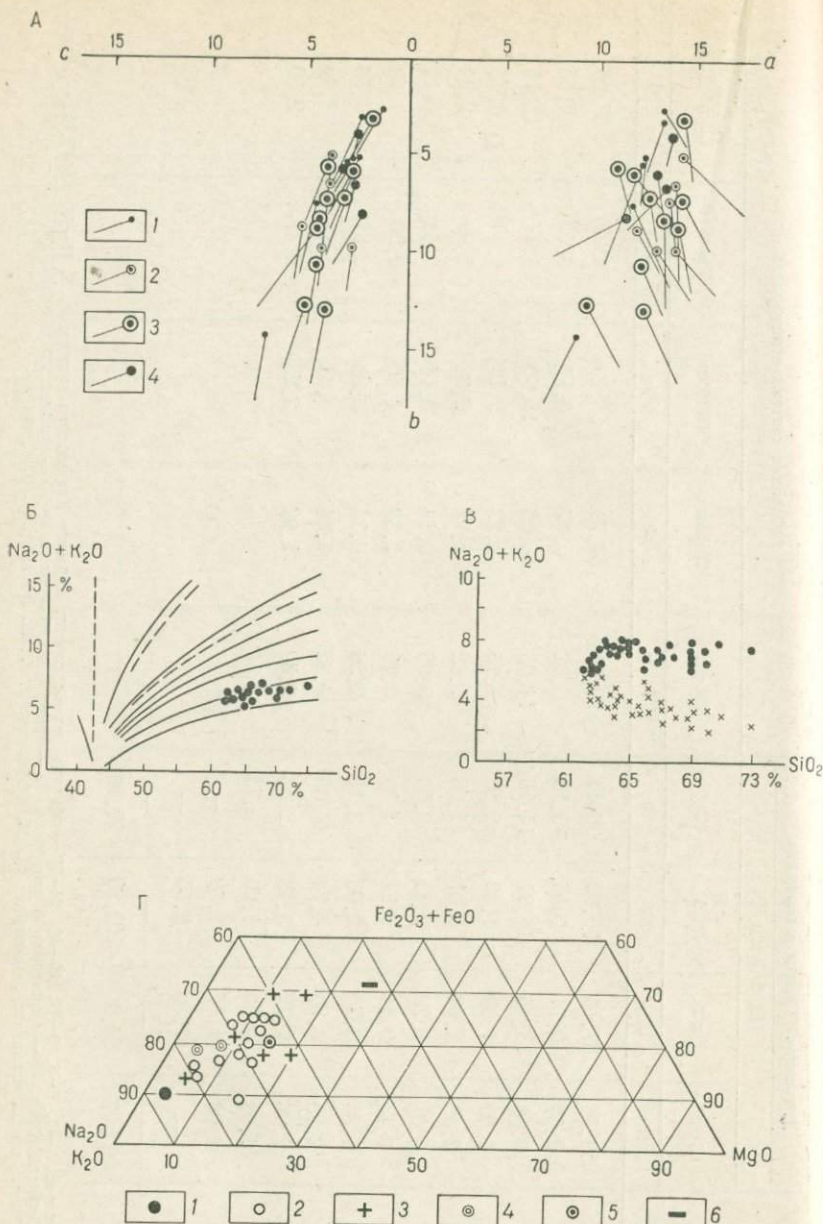 А
c 15 10 5 0 5 10 15 a
5
10
15
b
1
2
3
4
Б
Na₂O+K₂O
15 %
10
5
0
40 50 60 70 % SiO₂
В
Na₂O+K₂O
10
8
4
0
57 61 65 69 73 % SiO₂
Г
Fe₂O₃+FeO
60 60
70 70
80 80
90 90
Na₂O
K₂O 10 30 50 70 90 MgO
1 2 3 4 5 6